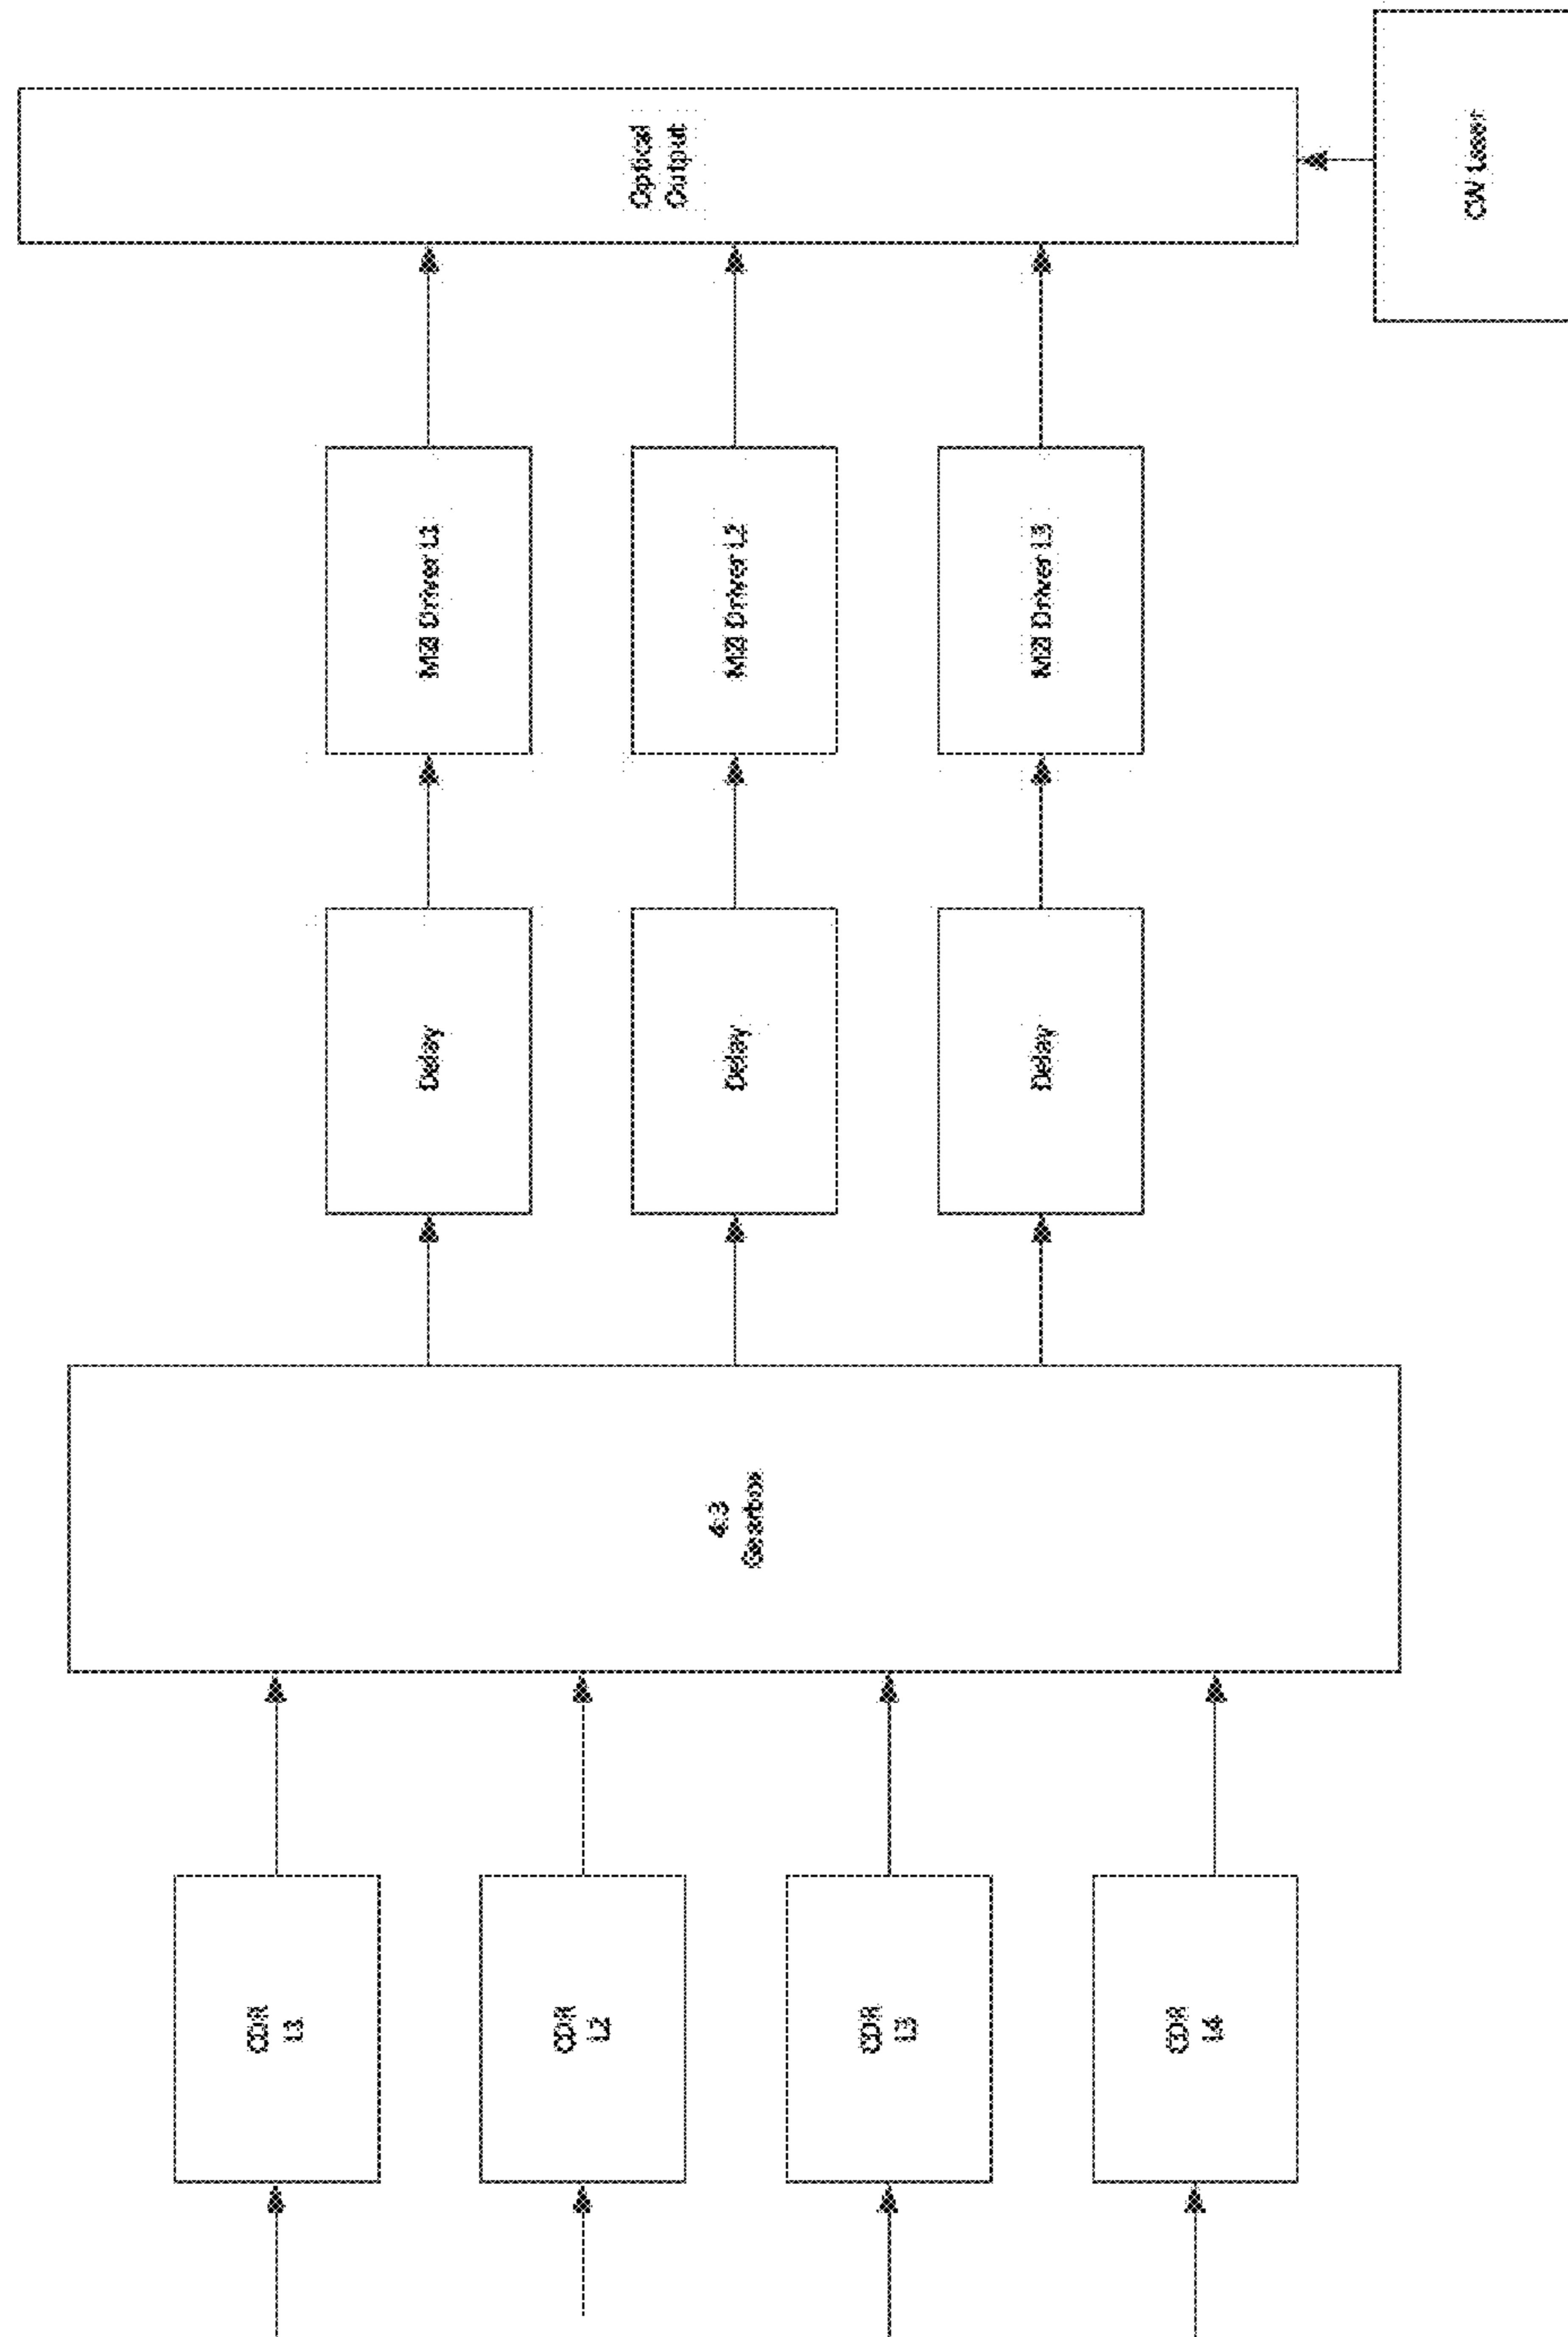 CDR
L1
CDR
L2
CDR
L3
CDR
L4
4:3
Gearbox
Delay
Delay
Delay
MZI Driver L1
MZI Driver L2
MZI Driver L3
Optical
Output
CW Laser